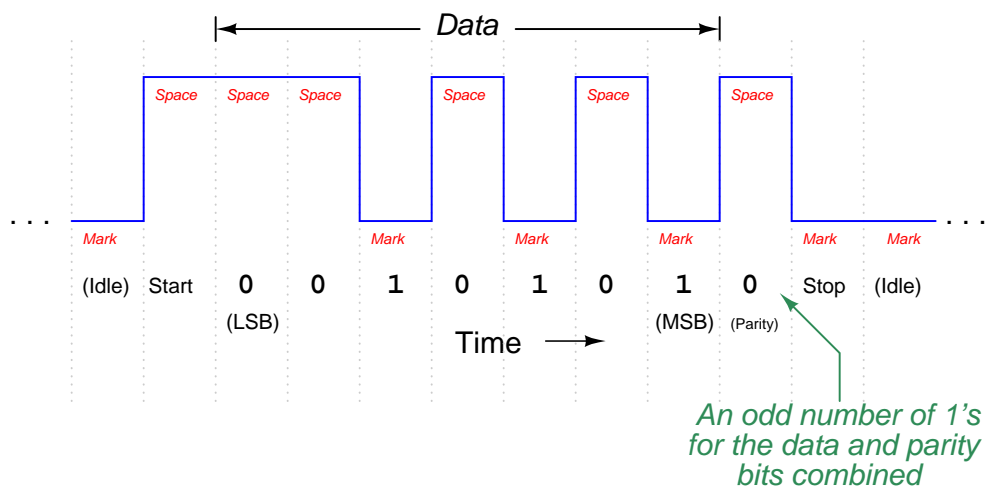 Data
Space Space Space Space Space Space
. . . . . .
Mark Mark Mark Mark Mark Mark
(Idle) Start 0 0 1 0 1 0 1 0 Stop (Idle)
(LSB) (MSB) (Parity)
Time
An odd number of 1's
for the data and parity
bits combined